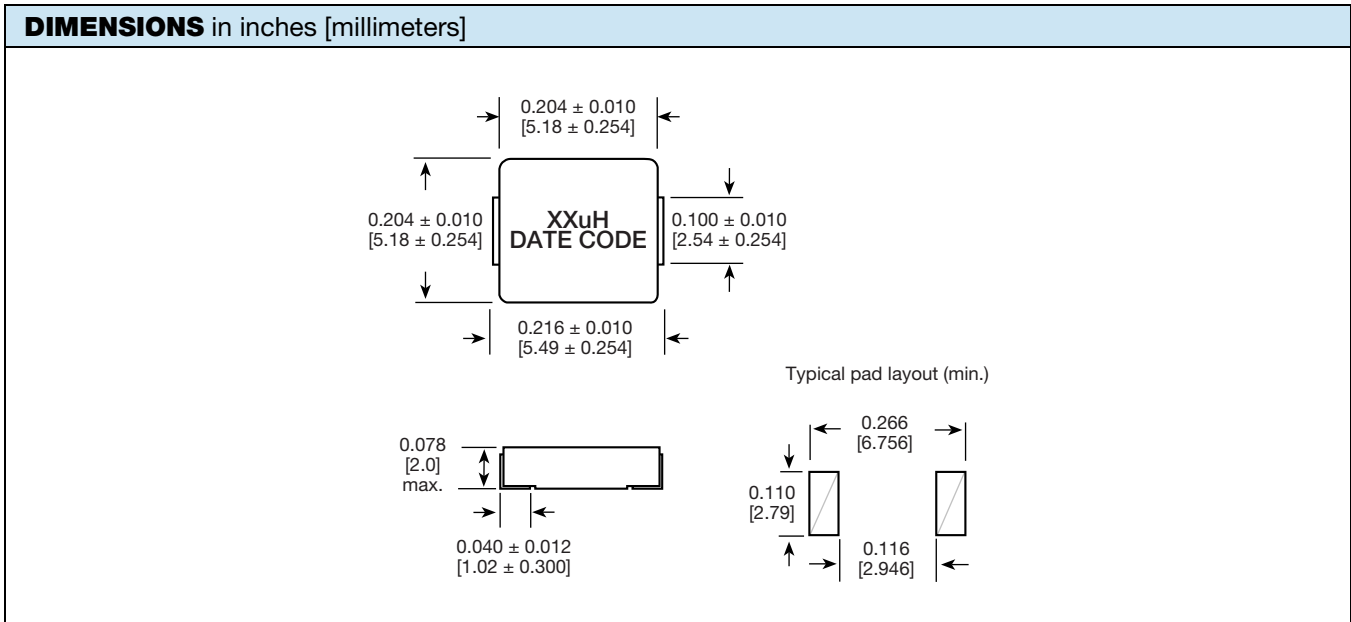 DIMENSIONS in inches [millimeters]
0.204 ± 0.010
[5.18 ± 0.254]
0.204 ± 0.010
[5.18 ± 0.254]
XXuH
DATE CODE
0.100 ± 0.010
[2.54 ± 0.254]
0.216 ± 0.010
[5.49 ± 0.254]
Typical pad layout (min.)
0.078
[2.0]
max.
0.040 ± 0.012
[1.02 ± 0.300]
0.266
[6.756]
0.110
[2.79]
0.116
[2.946]